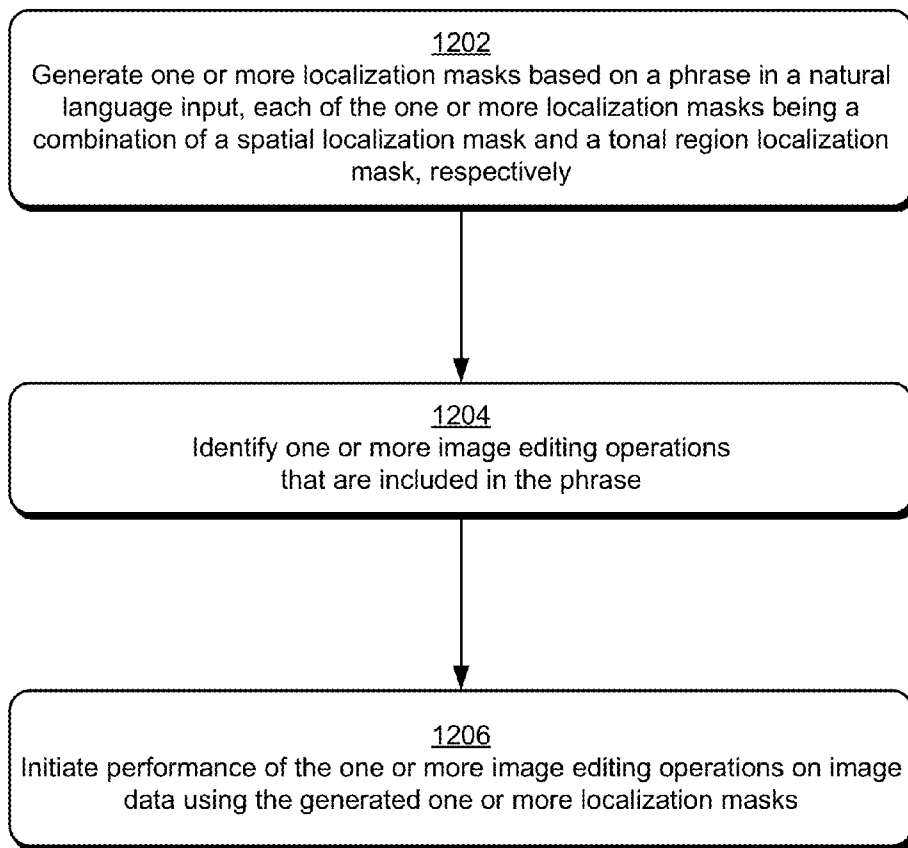 1202
Generate one or more localization masks based on a phrase in a natural
language input, each of the one or more localization masks being a
combination of a spatial localization mask and a tonal region localization
mask, respectively
1204
Identify one or more image editing operations
that are included in the phrase
1206
Initiate performance of the one or more image editing operations on image
data using the generated one or more localization masks